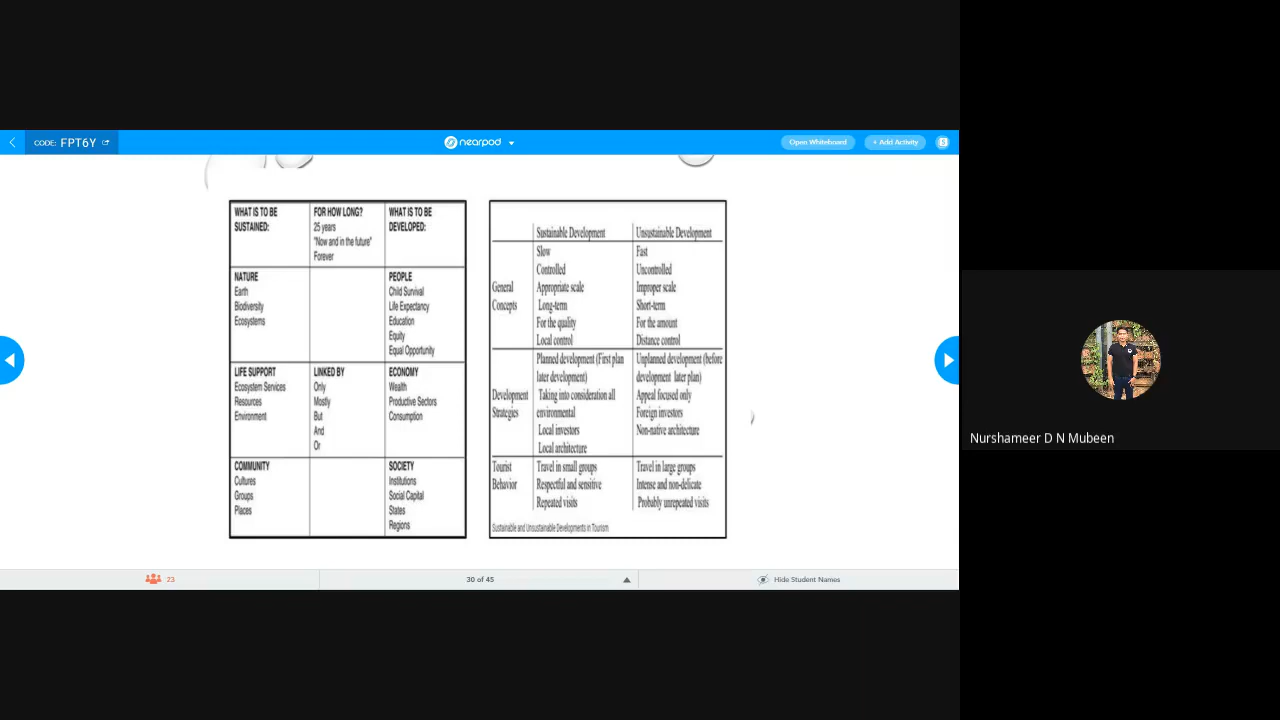 CODE: FPT6Y
nearpod
Open Whiteboard
+ Add Activity
S
WHAT IS TO BE
SUSTAINED:
FOR HOW LONG?
25 years
"Now and in the future"
Forever
WHAT IS TO BE
DEVELOPED:
NATURE
Earth
Biodiversity
Ecosystems
PEOPLE
Child Survival
Life Expectancy
Education
Equity
Equal Opportunity
LIFE SUPPORT
Ecosystem Services
Resources
Environment
LINKED BY
Only
Mostly
But
And
Or
ECONOMY
Wealth
Productive Sectors
Consumption
COMMUNITY
Cultures
Groups
Places
SOCIETY
Institutions
Social Capital
States
Regions
Sustainable Development
Unsustainable Development
General
Concepts
Slow
Controlled
Appropriate scale
Long-term
For the quality
Local control
Fast
Uncontrolled
Improper scale
Short-term
For the amount
Distance control
Development
Strategies
Planned development (First plan
later development)
Taking into consideration all
environmental
Local investors
Local architecture
Unplanned development (before
development later plan)
Appeal focused only
Foreign investors
Non-native architecture
Tourist
Behavior
Travel in small groups
Respectful and sensitive
Repeated visits
Travel in large groups
Intense and non-delicate
Probably unrepeated visits
Sustainable and Unsustainable Developments in Tourism
23
30 of 45
Hide Student Names
Nurshameer D N Mubeen